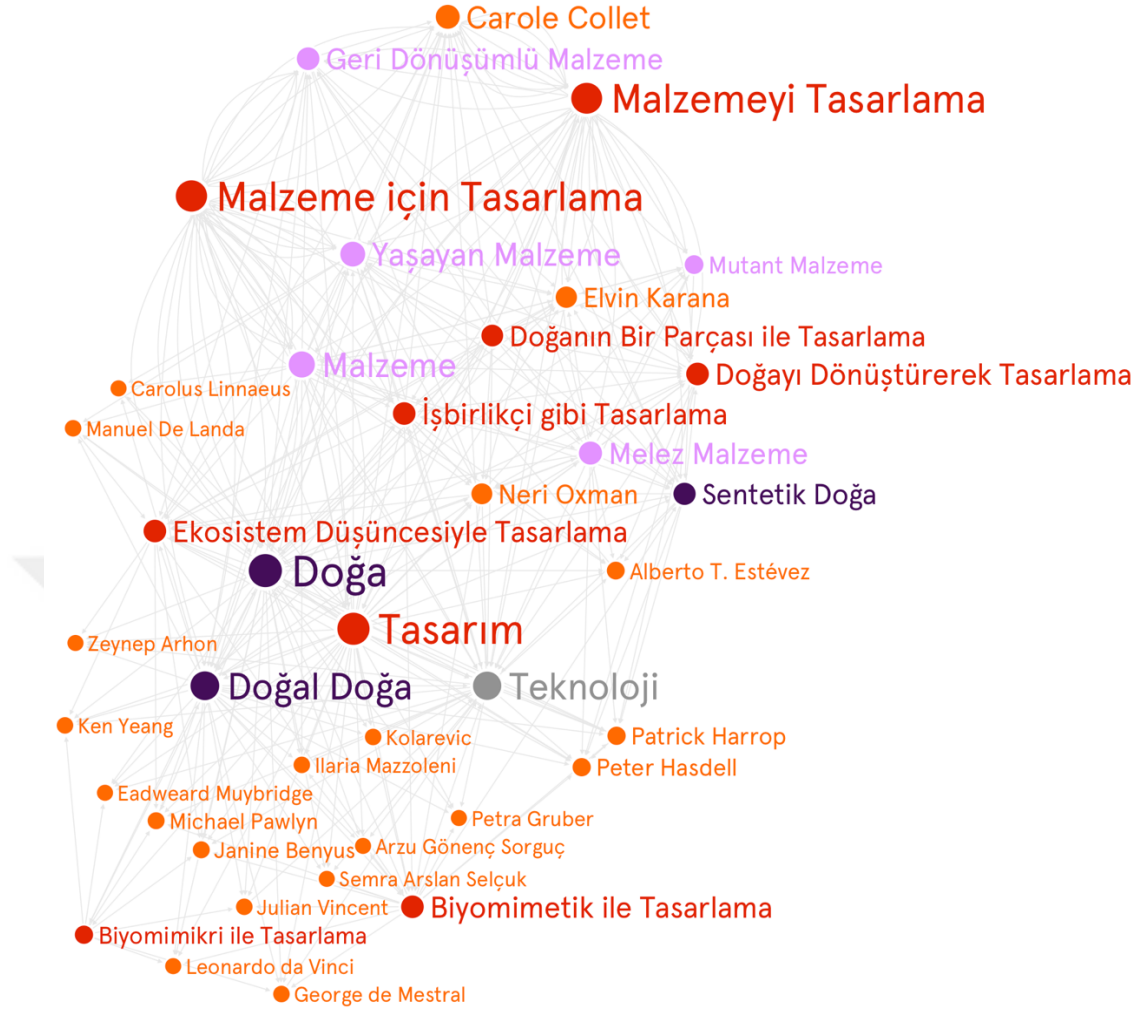 Carole Collet
Geri Dönüşümlü Malzeme
Malzemeyi Tasarlama
Malzeme için Tasarlama
Yaşayan Malzeme
Mutant Malzeme
Elvin Karana
Doğanın Bir Parçası ile Tasarlama
Malzeme
Doğayı Dönüştürerek Tasarlama
Carolus Linnaeus
İşbirlikçi gibi Tasarlama
Manuel De Landa
Melez Malzeme
Neri Oxman
Sentetik Doğa
Ekosistem Düşüncesiyle Tasarlama
Doğa
Alberto T. Estévez
Tasarım
Zeynep Arhon
Doğal Doğa
Teknoloji
Ken Yeang
Kolarevic
Patrick Harrop
Ilaria Mazzoleni
Peter Hasdell
Eadweard Muybridge
Michael Pawlyn
Petra Gruber
Janine Benyus
Arzu Gönenç Sorguç
Semra Arslan Selçuk
Julian Vincent
Biyomimetik ile Tasarlama
Biyomimikri ile Tasarlama
Leonardo da Vinci
George de Mestral